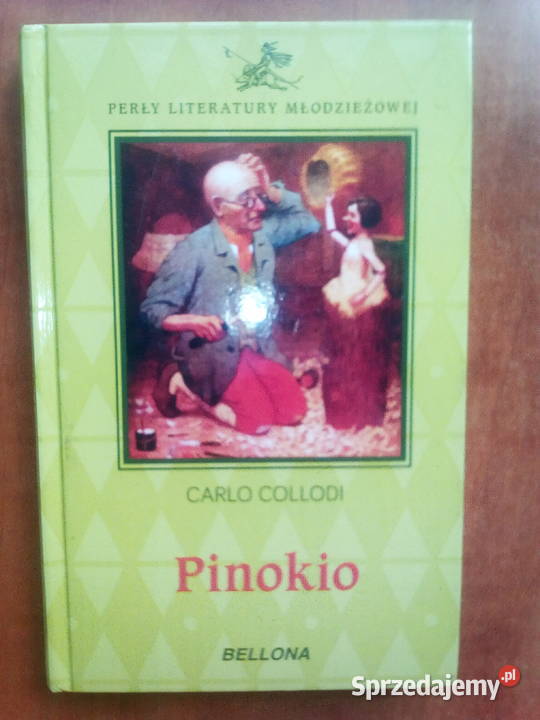 PERŁY LITERATURY MŁODZIEŻOWEJ
CARLO COLLODI
Pinokio
BELLONA
Sprzedajemy.pl